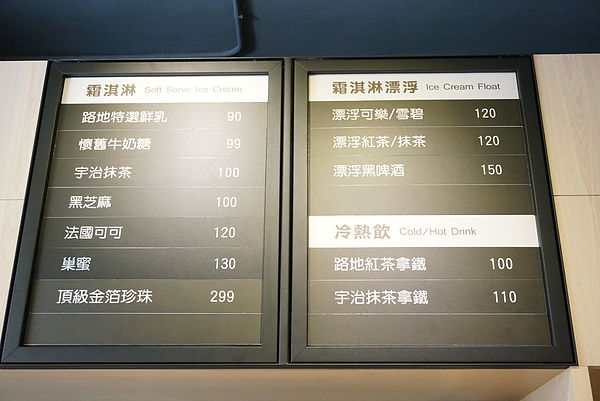 霜淇淋 Soft Serve Ice Cream
路地特選鮮乳 90
懷舊牛奶糖 99
宇治抹茶 100
黑芝麻 100
法國可可 120
巢蜜 130
頂級金箔珍珠 299
霜淇淋漂浮 Ice Cream Float
漂浮可樂/雪碧 120
漂浮紅茶/抹茶 120
漂浮黑啤酒 150
冷熱飲 Cold/Hot Drink
路地紅茶拿鐵 100
宇治抹茶拿鐵 110